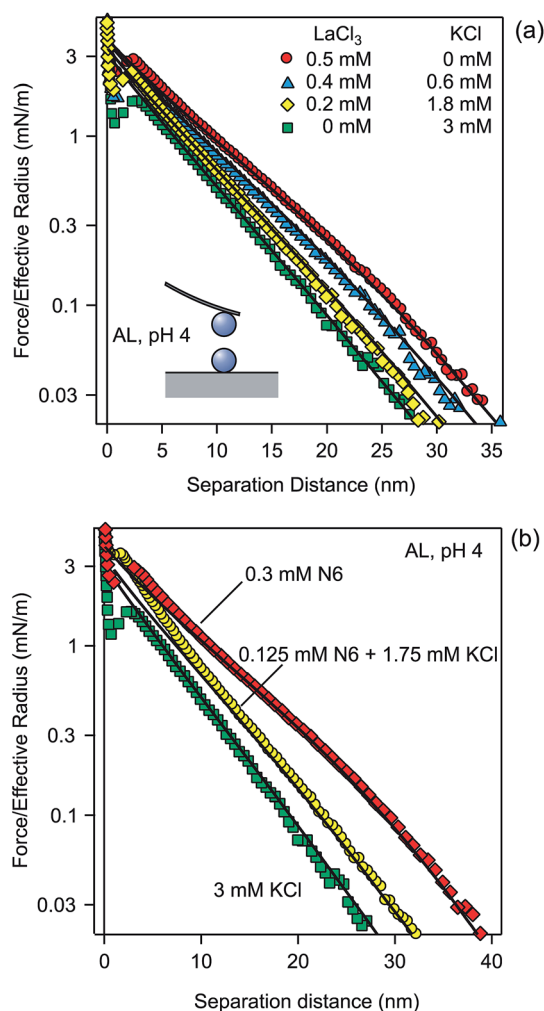 (a)
LaCl3 KCl
0.5 mM 0 mM
0.4 mM 0.6 mM
0.2 mM 1.8 mM
0 mM 3 mM
Force/Effective Radius (mN/m)
3
1
0.3
0.1
0.03
AL, pH 4
0 5 10 15 20 25 30 35
Separation Distance (nm)
(b)
AL, pH 4
0.3 mM N6
0.125 mM N6 + 1.75 mM KCl
3 mM KCl
Force/Effective Radius (mN/m)
3
1
0.3
0.1
0.03
0 10 20 30 40
Separation distance (nm)